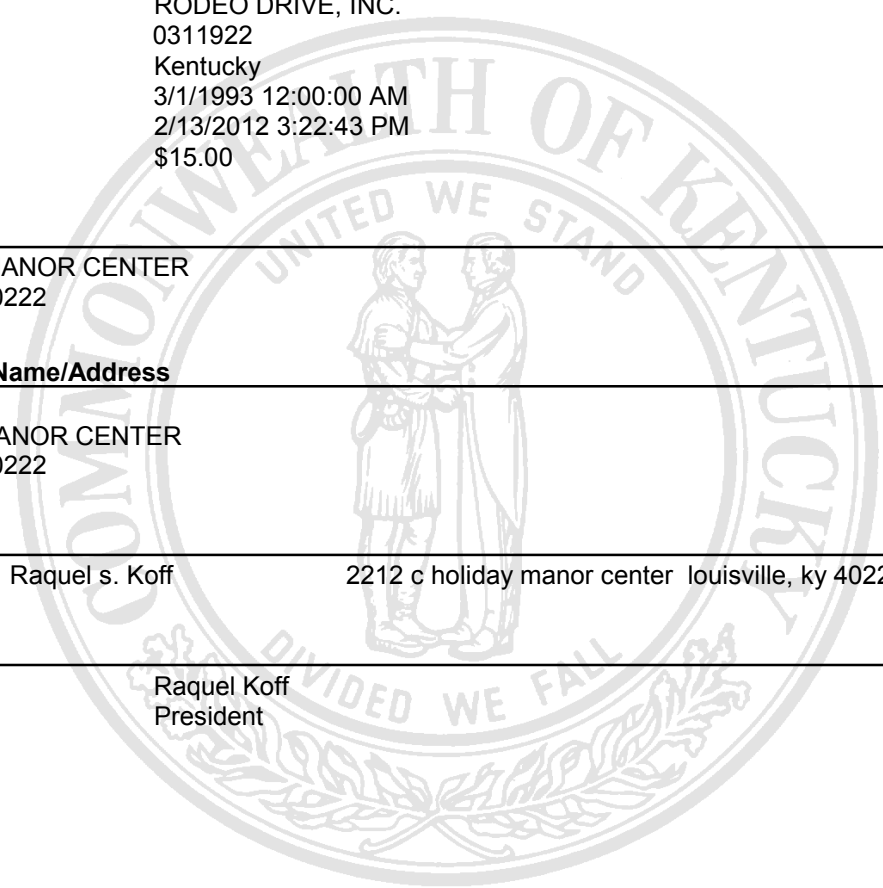 RODEO DRIVE, INC.
0311922
Kentucky
3/1/1993 12:00:00 AM
2/13/2012 3:22:43 PM
$15.00
ANOR CENTER
0222
Name/Address
ANOR CENTER
0222
Raquel s. Koff 2212 c holiday manor center louisville, ky 4022
Raquel Koff
President
COMMONWEALTH OF KENTUCKY
UNITED WE STAND
DIVIDED WE FALL